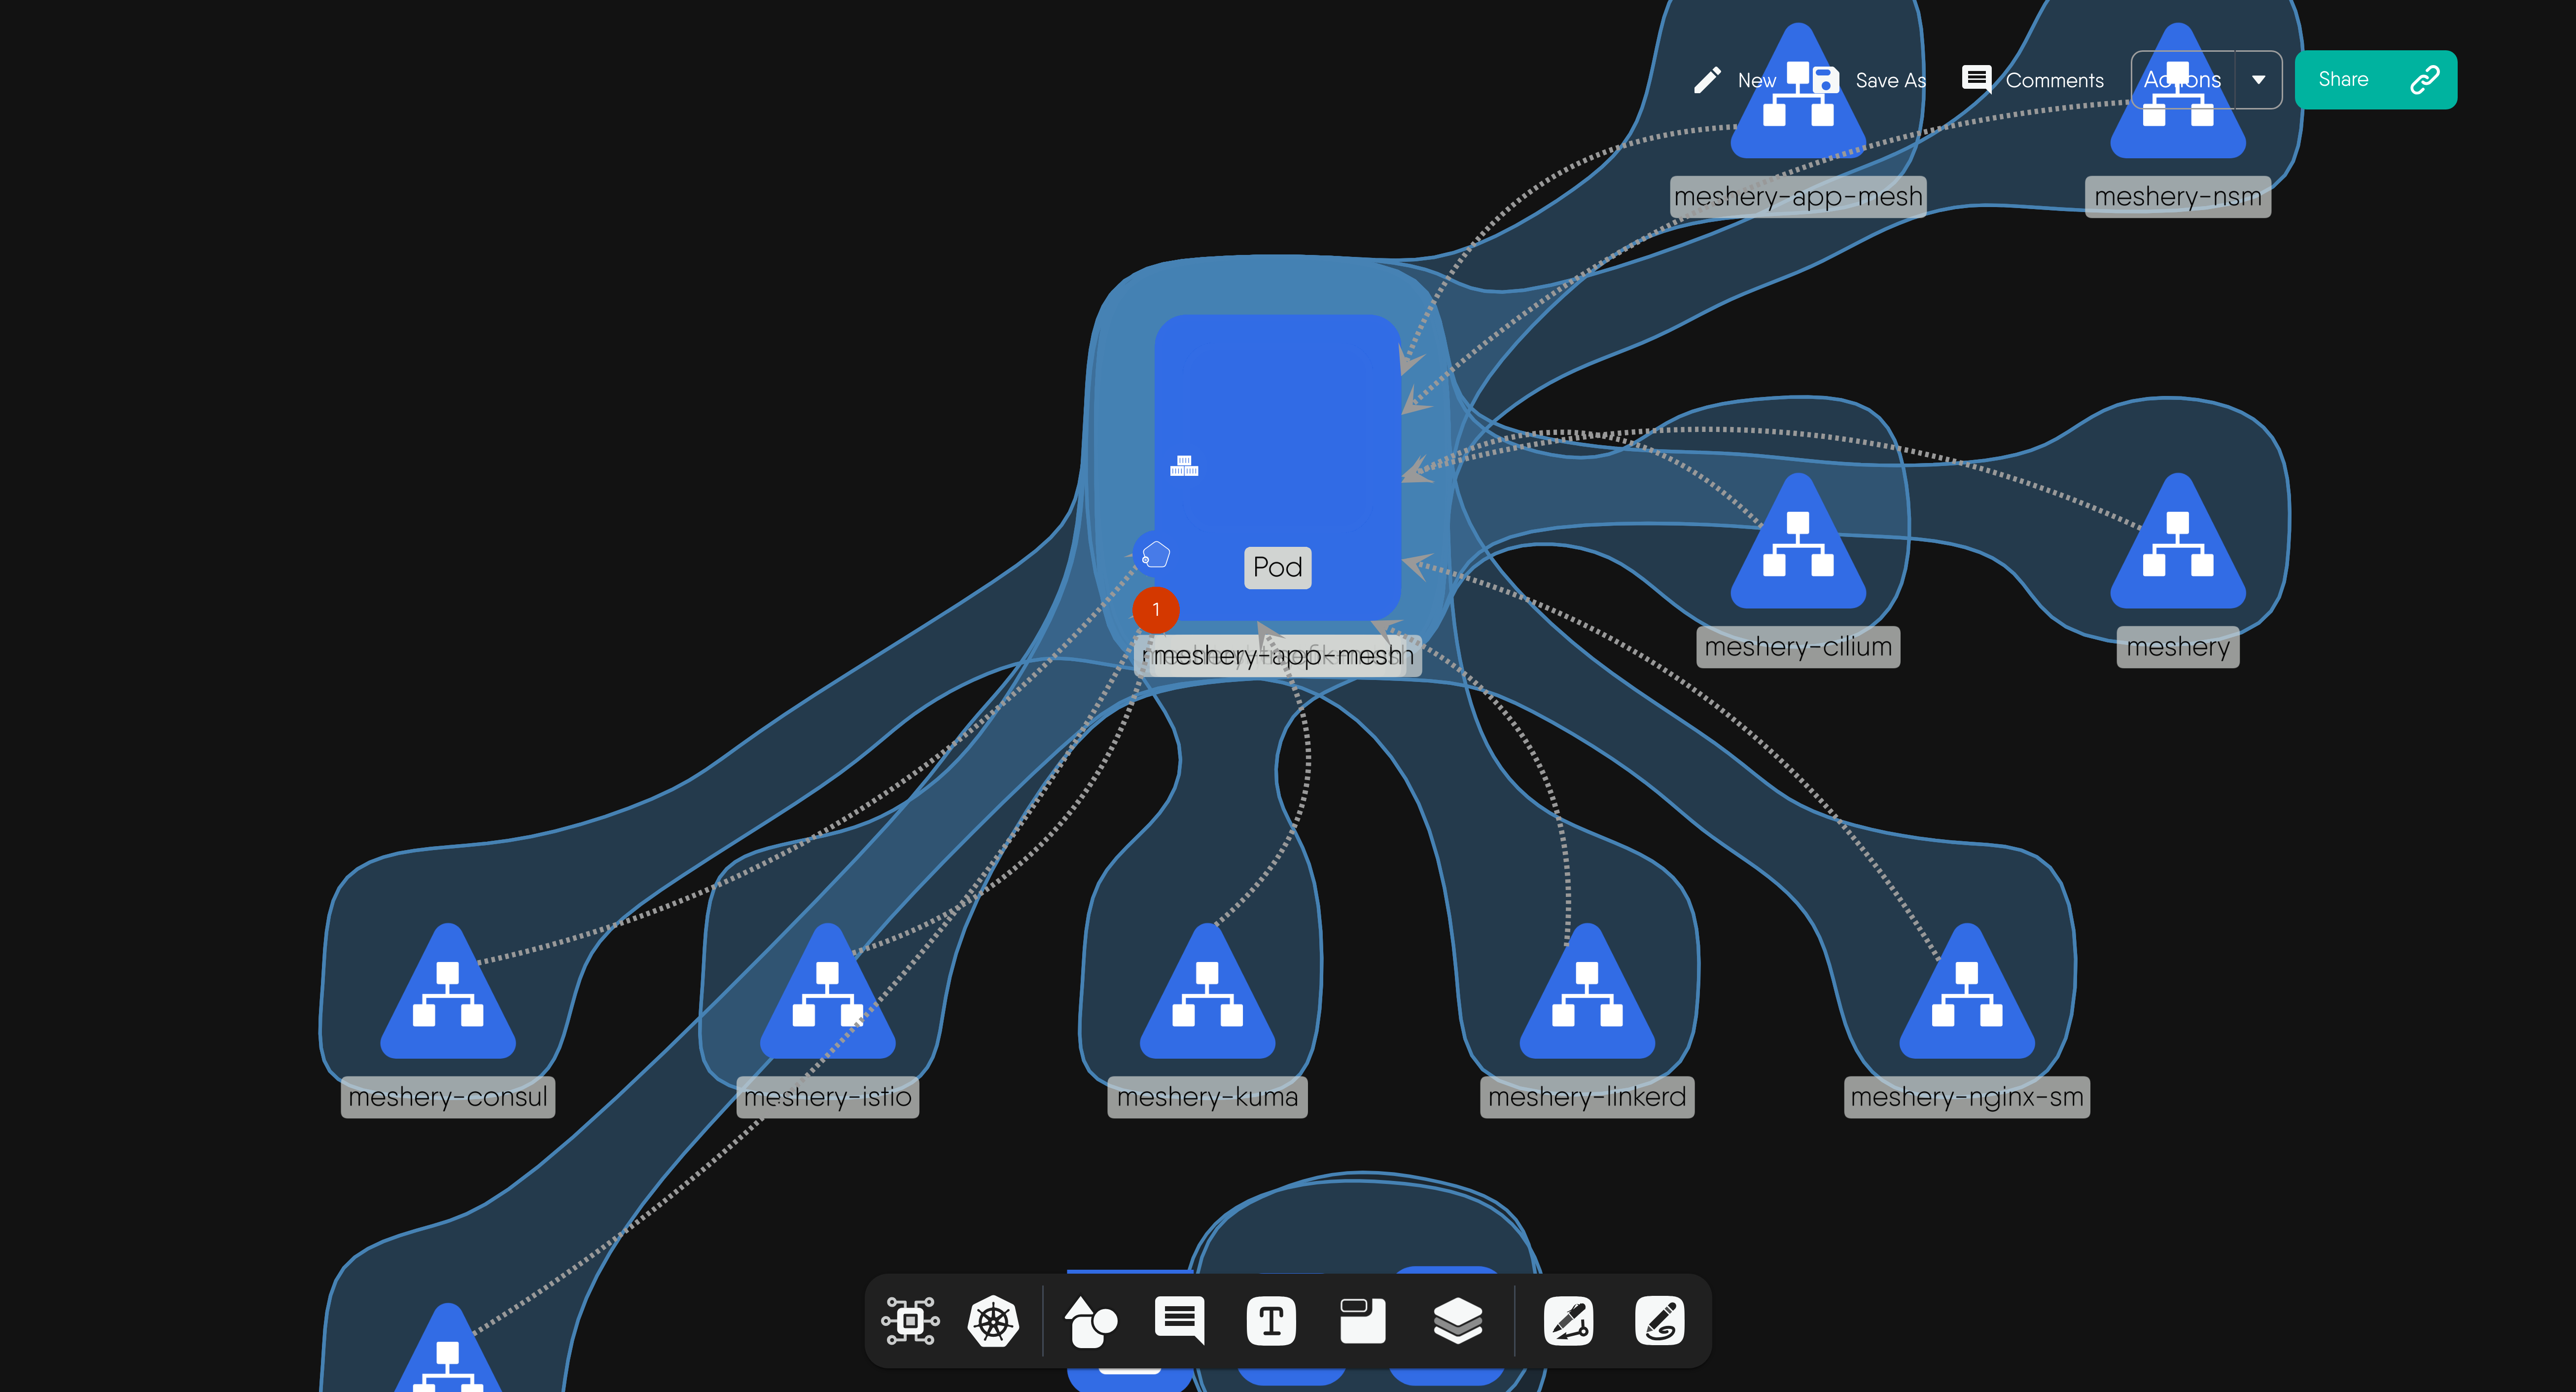 New Save As Comments Actions Share
meshery-app-mesh meshery-nsm
Pod
1
meshery-app-mesh
meshery-cilium meshery
meshery-consul meshery-istio meshery-kuma meshery-linkerd meshery-nginx-sm
T